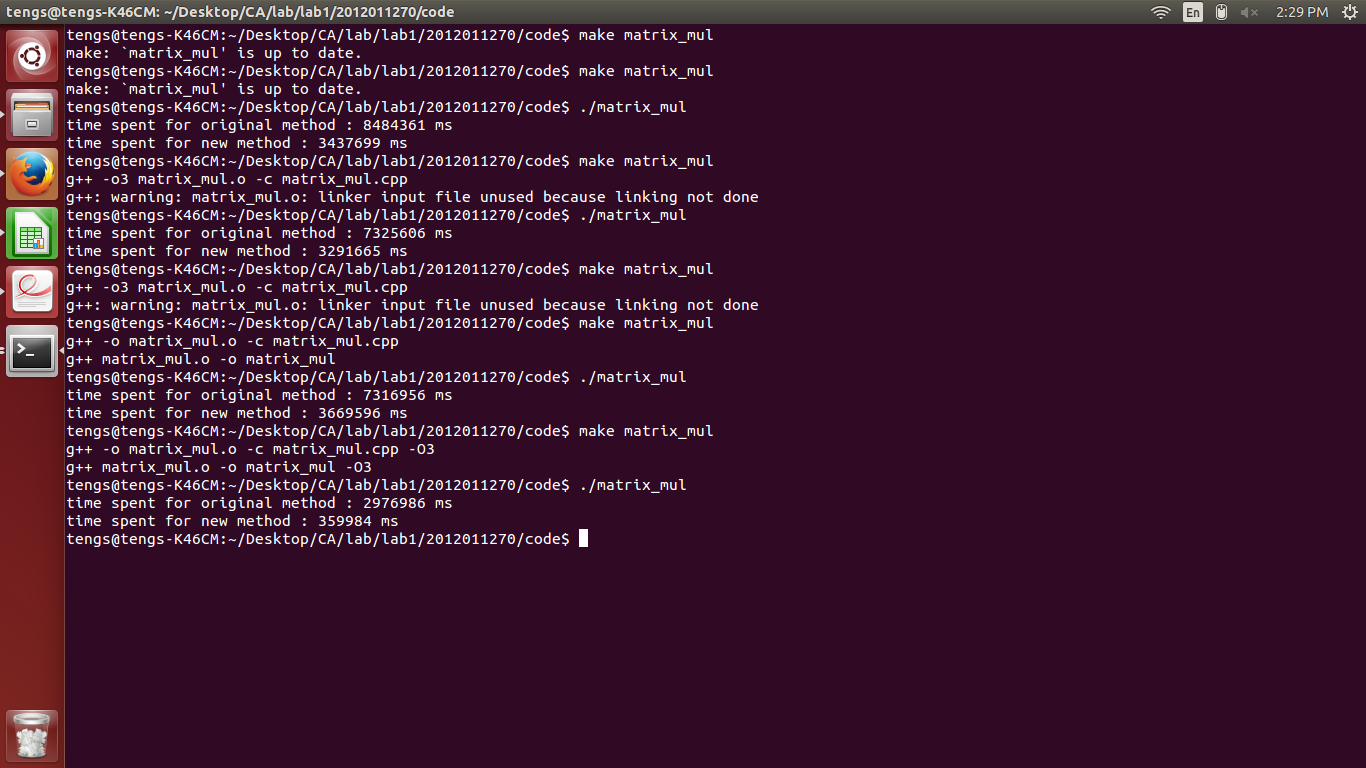 tengs@tengs-K46CM: ~/Desktop/CA/lab/lab1/2012011270/code
En
2:29 PM
tengs@tengs-K46CM:~/Desktop/CA/lab/lab1/2012011270/code$ make matrix_mul
make: `matrix_mul' is up to date.
tengs@tengs-K46CM:~/Desktop/CA/lab/lab1/2012011270/code$ make matrix_mul
make: `matrix_mul' is up to date.
tengs@tengs-K46CM:~/Desktop/CA/lab/lab1/2012011270/code$ ./matrix_mul
time spent for original method : 8484361 ms
time spent for new method : 3437699 ms
tengs@tengs-K46CM:~/Desktop/CA/lab/lab1/2012011270/code$ make matrix_mul
g++ -o3 matrix_mul.o -c matrix_mul.cpp
g++: warning: matrix_mul.o: linker input file unused because linking not done
tengs@tengs-K46CM:~/Desktop/CA/lab/lab1/2012011270/code$ ./matrix_mul
time spent for original method : 7325606 ms
time spent for new method : 3291665 ms
tengs@tengs-K46CM:~/Desktop/CA/lab/lab1/2012011270/code$ make matrix_mul
g++ -o3 matrix_mul.o -c matrix_mul.cpp
g++: warning: matrix_mul.o: linker input file unused because linking not done
tengs@tengs-K46CM:~/Desktop/CA/lab/lab1/2012011270/code$ make matrix_mul
g++ -o matrix_mul.o -c matrix_mul.cpp
g++ matrix_mul.o -o matrix_mul
tengs@tengs-K46CM:~/Desktop/CA/lab/lab1/2012011270/code$ ./matrix_mul
time spent for original method : 7316956 ms
time spent for new method : 3669596 ms
tengs@tengs-K46CM:~/Desktop/CA/lab/lab1/2012011270/code$ make matrix_mul
g++ -o matrix_mul.o -c matrix_mul.cpp -O3
g++ matrix_mul.o -o matrix_mul -O3
tengs@tengs-K46CM:~/Desktop/CA/lab/lab1/2012011270/code$ ./matrix_mul
time spent for original method : 2976986 ms
time spent for new method : 359984 ms
tengs@tengs-K46CM:~/Desktop/CA/lab/lab1/2012011270/code$